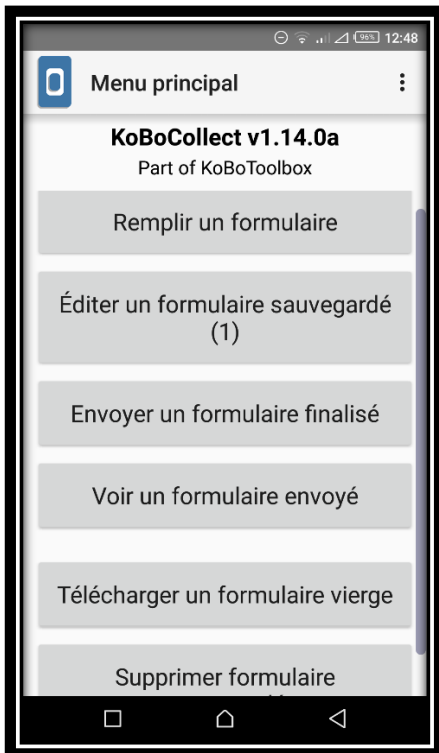 96% 12:48
Menu principal
KoBoCollect v1.14.0a
Part of KoBoToolbox
Remplir un formulaire
Éditer un formulaire sauvegardé
(1)
Envoyer un formulaire finalisé
Voir un formulaire envoyé
Télécharger un formulaire vierge
Supprimer formulaire